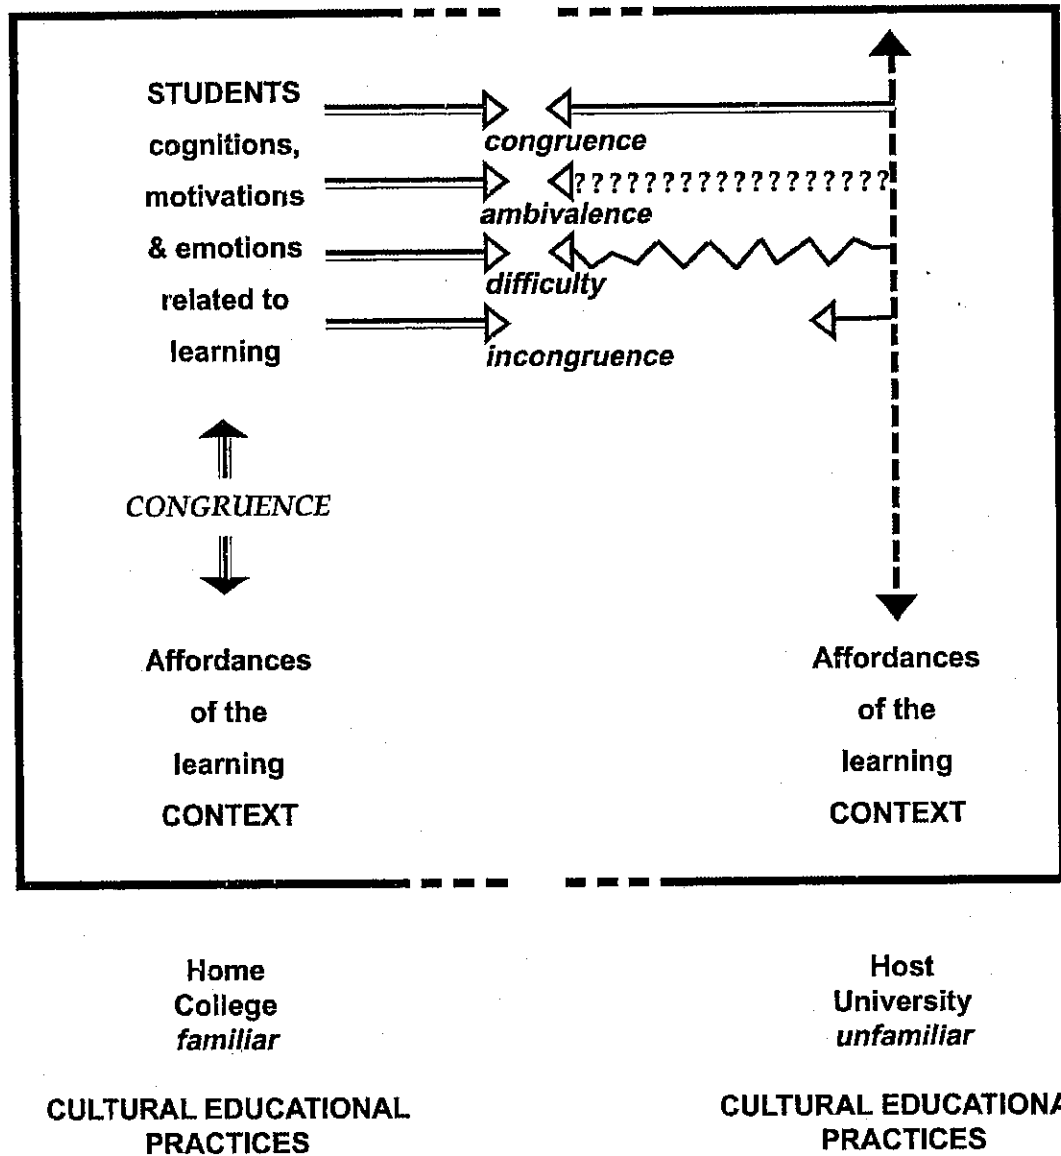 STUDENTS
cognitions,
motivations
& emotions
related to
learning
congruence
?????????????????
ambivalence
difficulty
incongruence
CONGRUENCE
Affordances
of the
learning
CONTEXT
Affordances
of the
learning
CONTEXT
Home
College
familiar
CULTURAL EDUCATIONAL
PRACTICES
Host
University
unfamiliar
CULTURAL EDUCATIONA
PRACTICES